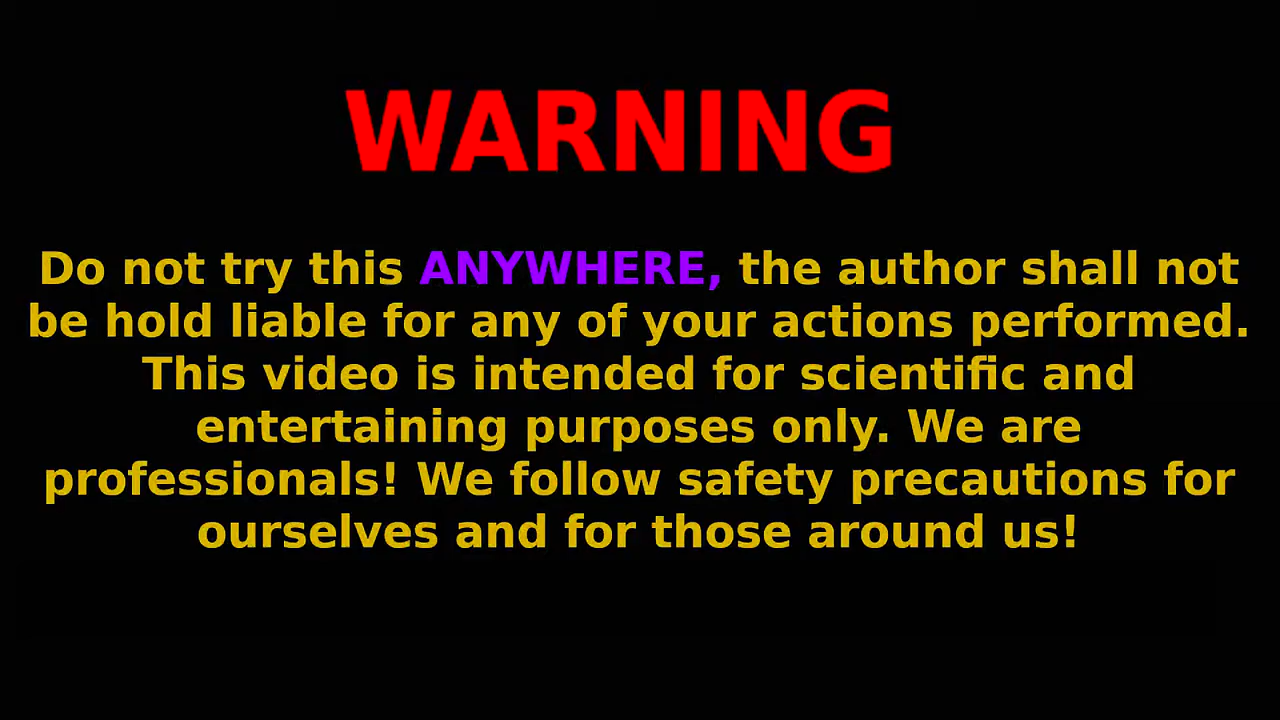 WARNING
Do not try this ANYWHERE, the author shall not
be hold liable for any of your actions performed.
This video is intended for scientific and
entertaining purposes only. We are
professionals! We follow safety precautions for
ourselves and for those around us!